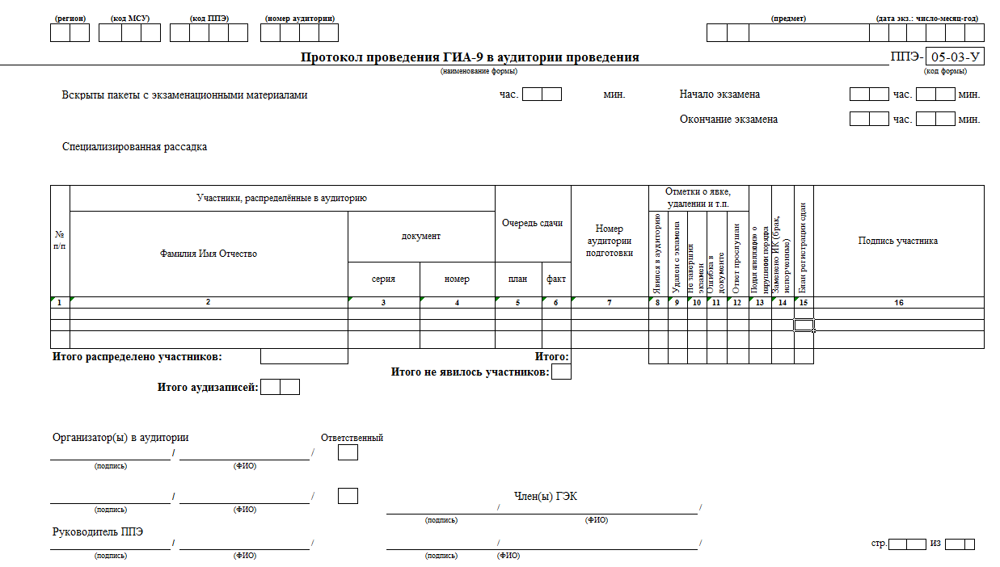 (регион) (код МСУ) (код ППЭ) (номер аудитории) (предмет) (дата экз.: число-месяц-год)
Протокол проведения ГИА-9 в аудитории проведения ППЭ- 05-03-У
(наименование формы) (код формы)
Вскрыты пакеты с экзаменационными материалами час. мин. Начало экзамена час. мин.
Окончание экзамена час. мин.
Специализированная рассадка
№ п/п
Участники, распределённые в аудиторию
Фамилия Имя Отчество
документ
серия
номер
Очередь сдачи
план
факт
Номер
аудитории
подготовки
Отметки о явке,
удалении и т.п.
Явился в аудиторию
Удален с экзамена
Не завершил
экзамен
Ошибка в
документе
Ответ прослушан
Подал апелляцию о
нарушении порядка
Заменено ИК (брак,
испорченные)
Блан регистрации сдан
Подпись участника
1 2 3 4 5 6 7 8 9 10 11 12 13 14 15 16
Итого распределено участников: Итого:
Итого не явилось участников:
Итого аудизаписей:
Организатор(ы) в аудитории Ответственный
/ /
(подпись) (ФИО)
/ / Член(ы) ГЭК
(подпись) (ФИО) / /
(подпись) (ФИО)
Руководитель ППЭ
/ / / / стр. из
(подпись) (ФИО) (подпись) (ФИО)